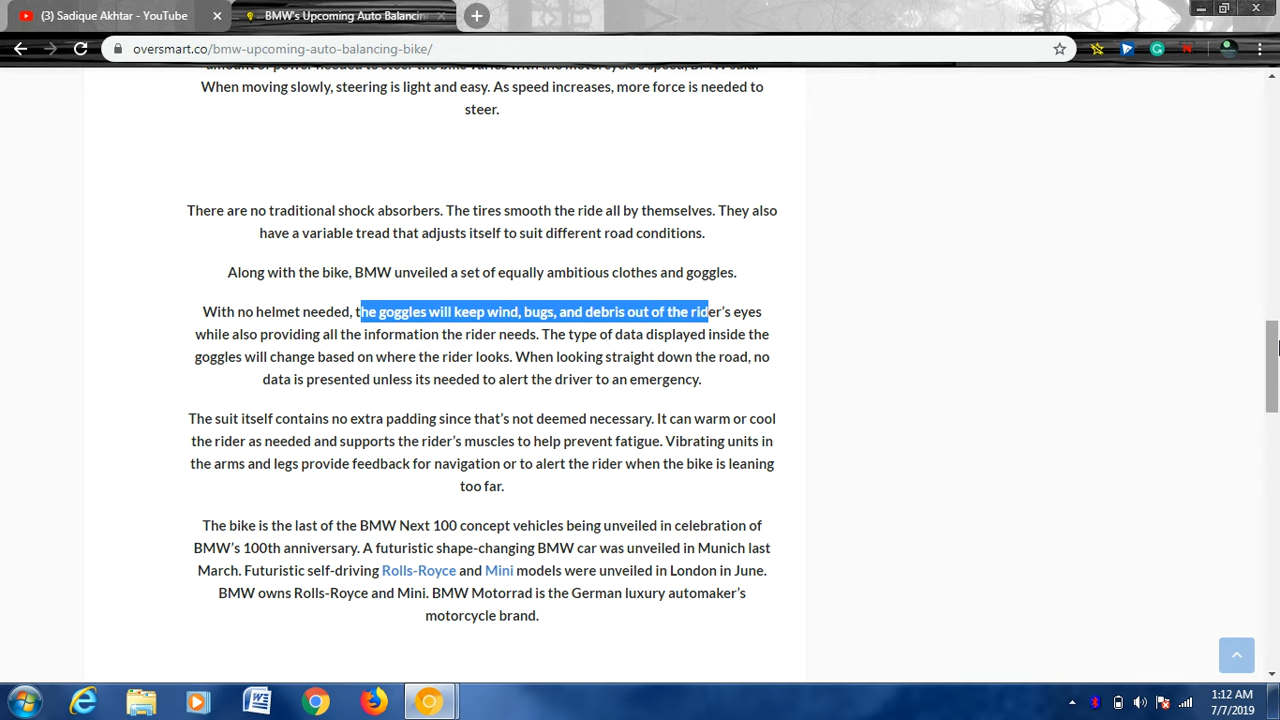 (3) Sadique Akhtar - YouTube
BMW's Upcoming Auto Balancin
oversmart.co/bmw-upcoming-auto-balancing-bike/
When moving slowly, steering is light and easy. As speed increases, more force is needed to
steer.
There are no traditional shock absorbers. The tires smooth the ride all by themselves. They also
have a variable tread that adjusts itself to suit different road conditions.
Along with the bike, BMW unveiled a set of equally ambitious clothes and goggles.
With no helmet needed, the goggles will keep wind, bugs, and debris out of the rider’s eyes
while also providing all the information the rider needs. The type of data displayed inside the
goggles will change based on where the rider looks. When looking straight down the road, no
data is presented unless its needed to alert the driver to an emergency.
The suit itself contains no extra padding since that’s not deemed necessary. It can warm or cool
the rider as needed and supports the rider’s muscles to help prevent fatigue. Vibrating units in
the arms and legs provide feedback for navigation or to alert the rider when the bike is leaning
too far.
The bike is the last of the BMW Next 100 concept vehicles being unveiled in celebration of
BMW’s 100th anniversary. A futuristic shape-changing BMW car was unveiled in Munich last
March. Futuristic self-driving Rolls-Royce and Mini models were unveiled in London in June.
BMW owns Rolls-Royce and Mini. BMW Motorrad is the German luxury automaker’s
motorcycle brand.
1:12 AM
7/7/2019